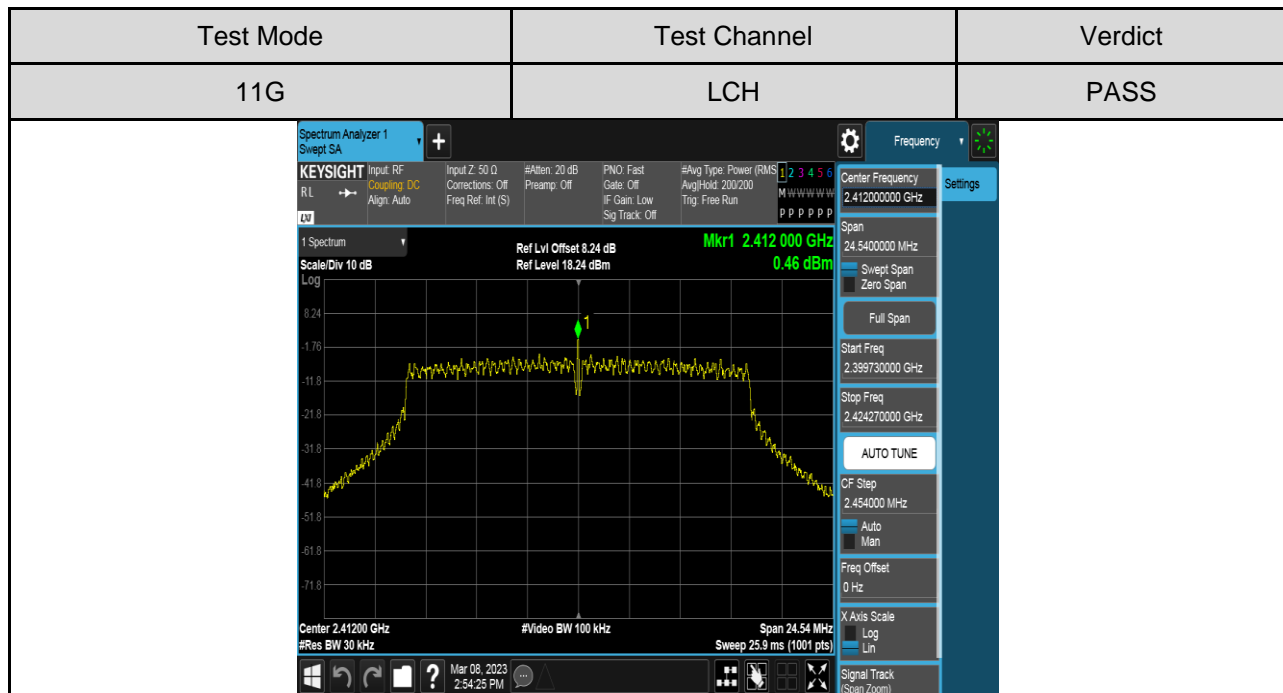 Test Mode Test Channel Verdict
11G LCH PASS
Spectrum Analyzer 1
Swept SA
+
Frequency
KEYSIGHT Input: RF Input Z: 50 Ω #Atten: 20 dB PNO: Fast #Avg Type: Power (RMS 1 2 3 4 5 6
RL Coupling: DC Corrections: Off Preamp: Off Gate: Off Avg|Hold: 200/200 M W W W W W
Align: Auto Freq Ref: Int (S) IF Gain: Low Trig: Free Run
LXI Sig Track: Off P P P P P P
1 Spectrum Ref Lvl Offset 8.24 dB Mkr1 2.412 000 GHz
Scale/Div 10 dB Ref Level 18.24 dBm 0.46 dBm
Log
8.24
1
-1.76
-11.8
-21.8
-31.8
-41.8
-51.8
-61.8
-71.8
Center 2.41200 GHz #Video BW 100 kHz Span 24.54 MHz
#Res BW 30 kHz Sweep 25.9 ms (1001 pts)
? Mar 08, 2023
2:54:25 PM
Center Frequency
2.412000000 GHz
Settings
Span
24.5400000 MHz
Swept Span
Zero Span
Full Span
Start Freq
2.399730000 GHz
Stop Freq
2.424270000 GHz
AUTO TUNE
CF Step
2.454000 MHz
Auto
Man
Freq Offset
0 Hz
X Axis Scale
Log
Lin
Signal Track
(Span Zoom)